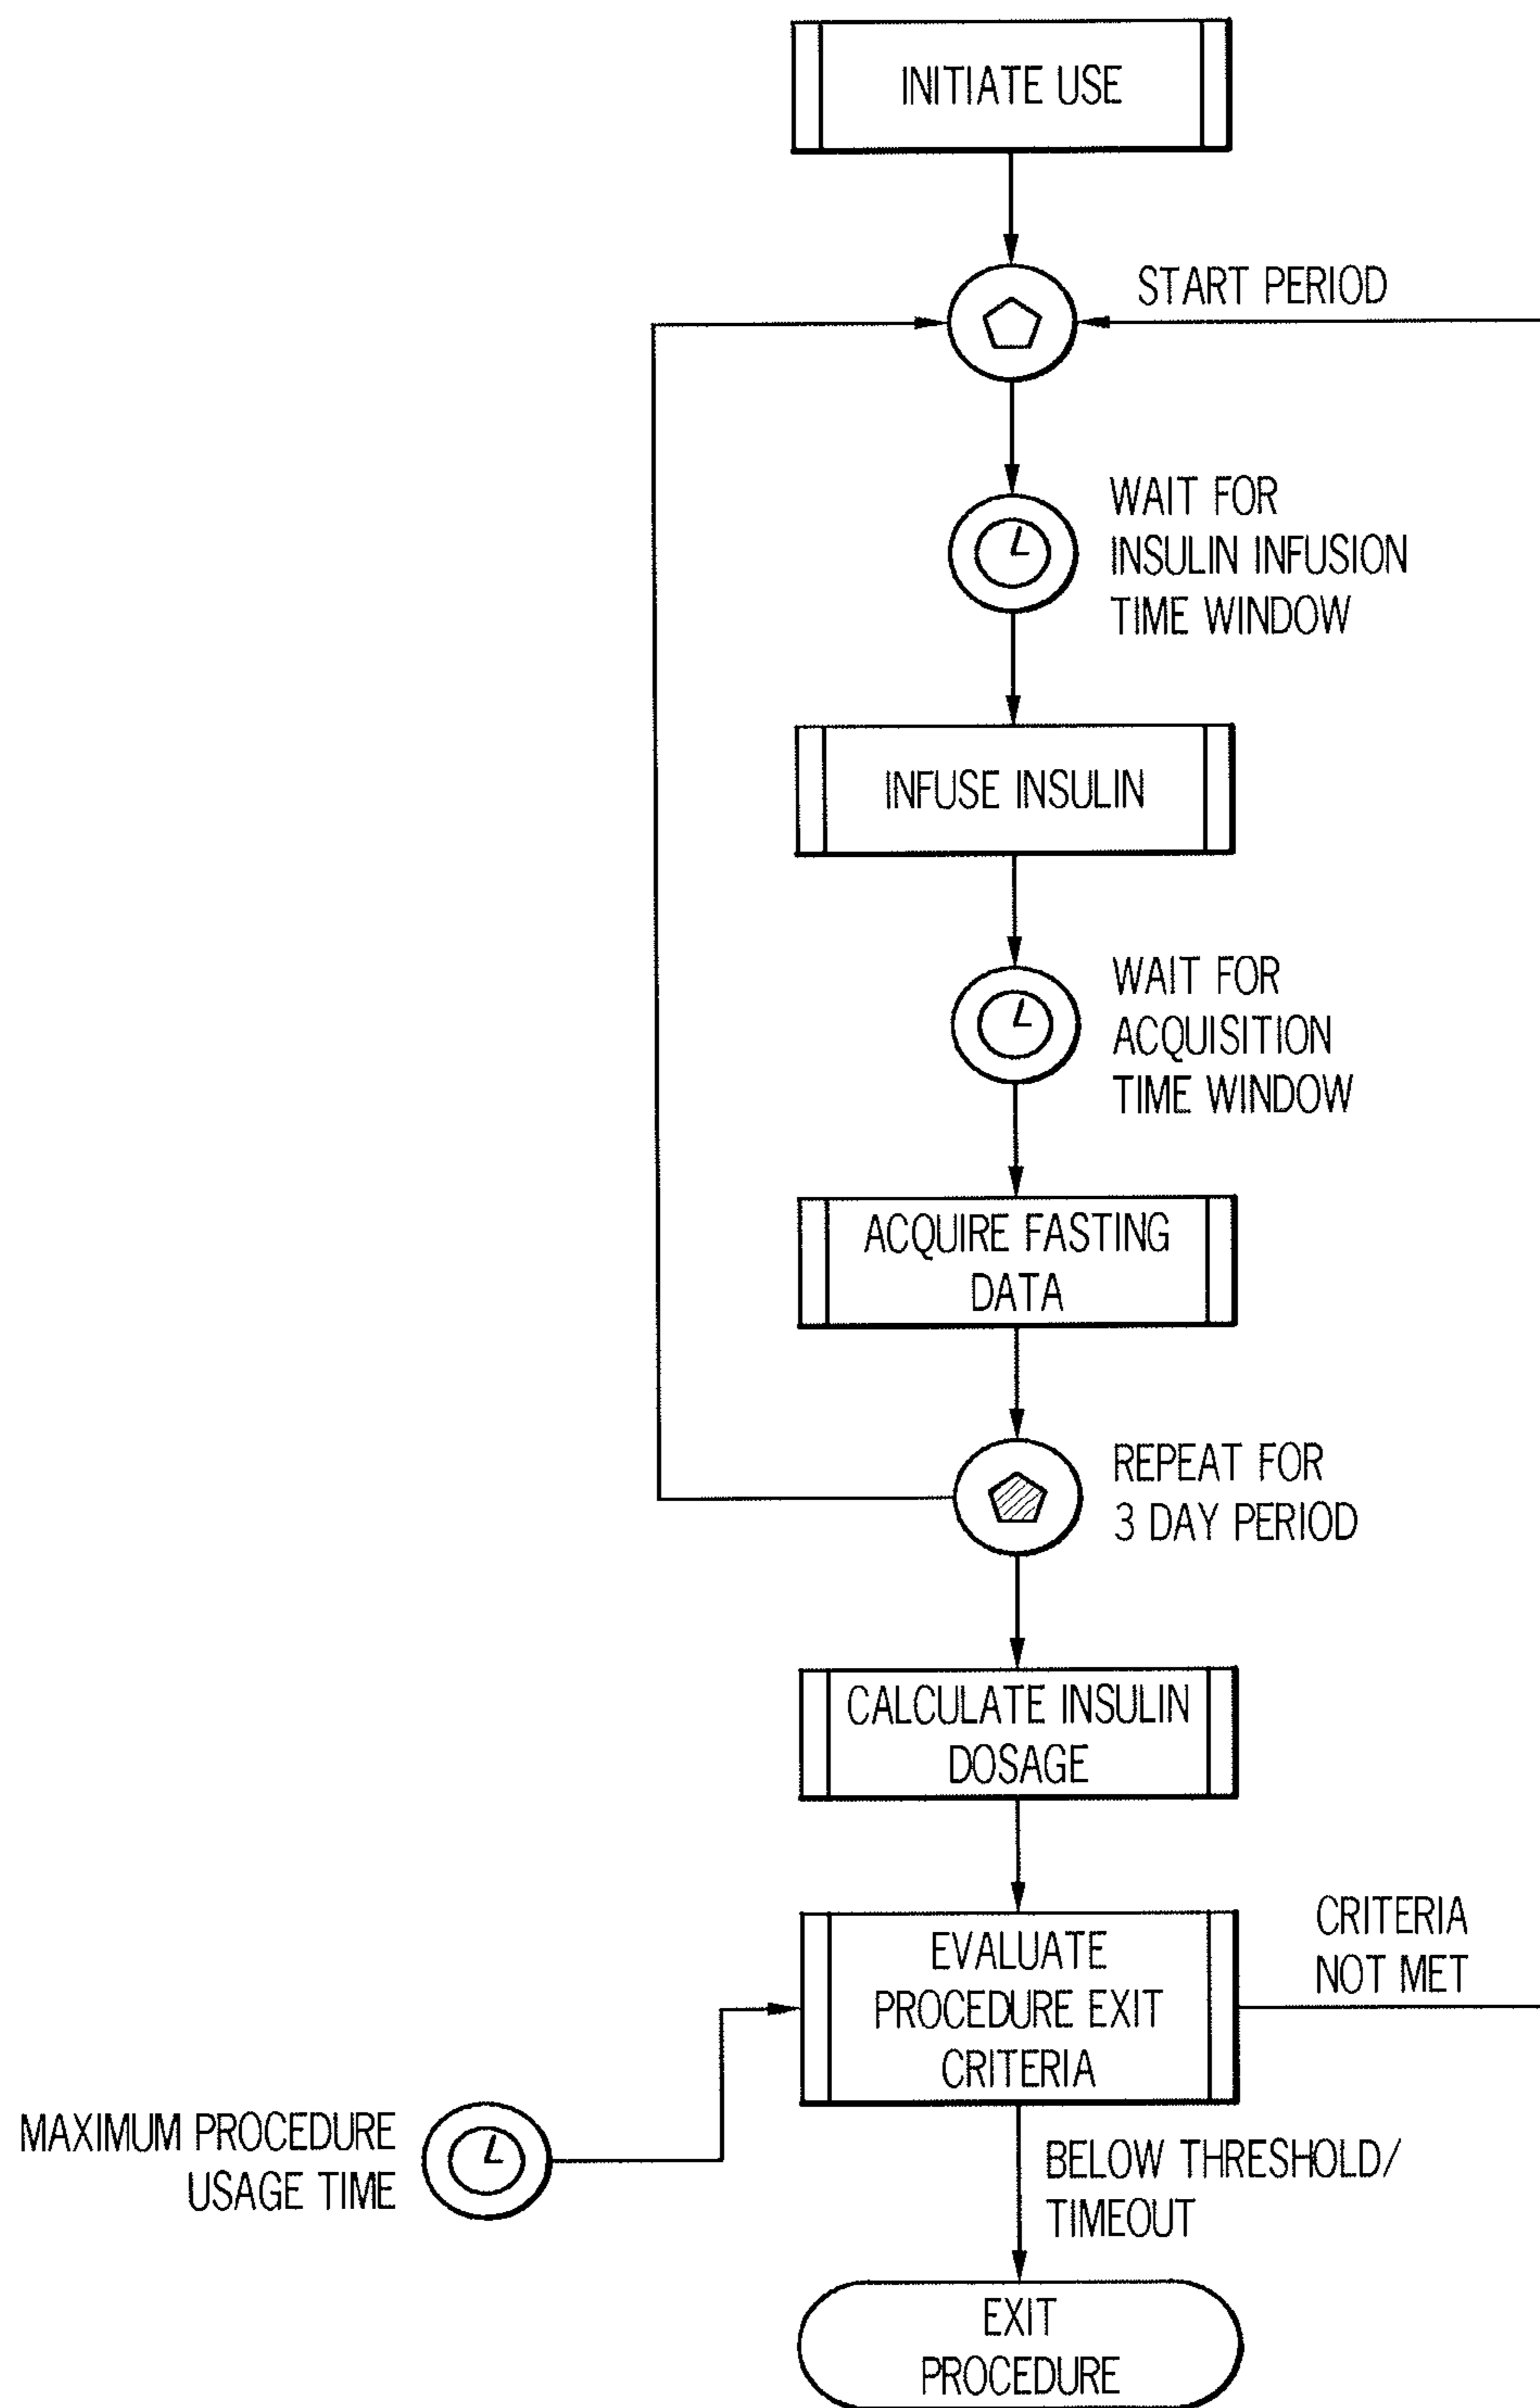 INITIATE USE
START PERIOD
WAIT FOR
INSULIN INFUSION
TIME WINDOW
INFUSE INSULIN
WAIT FOR
ACQUISITION
TIME WINDOW
ACQUIRE FASTING
DATA
REPEAT FOR
3 DAY PERIOD
CALCULATE INSULIN
DOSAGE
EVALUATE
PROCEDURE EXIT
CRITERIA
CRITERIA
NOT MET
MAXIMUM PROCEDURE
USAGE TIME
BELOW THRESHOLD/
TIMEOUT
EXIT
PROCEDURE